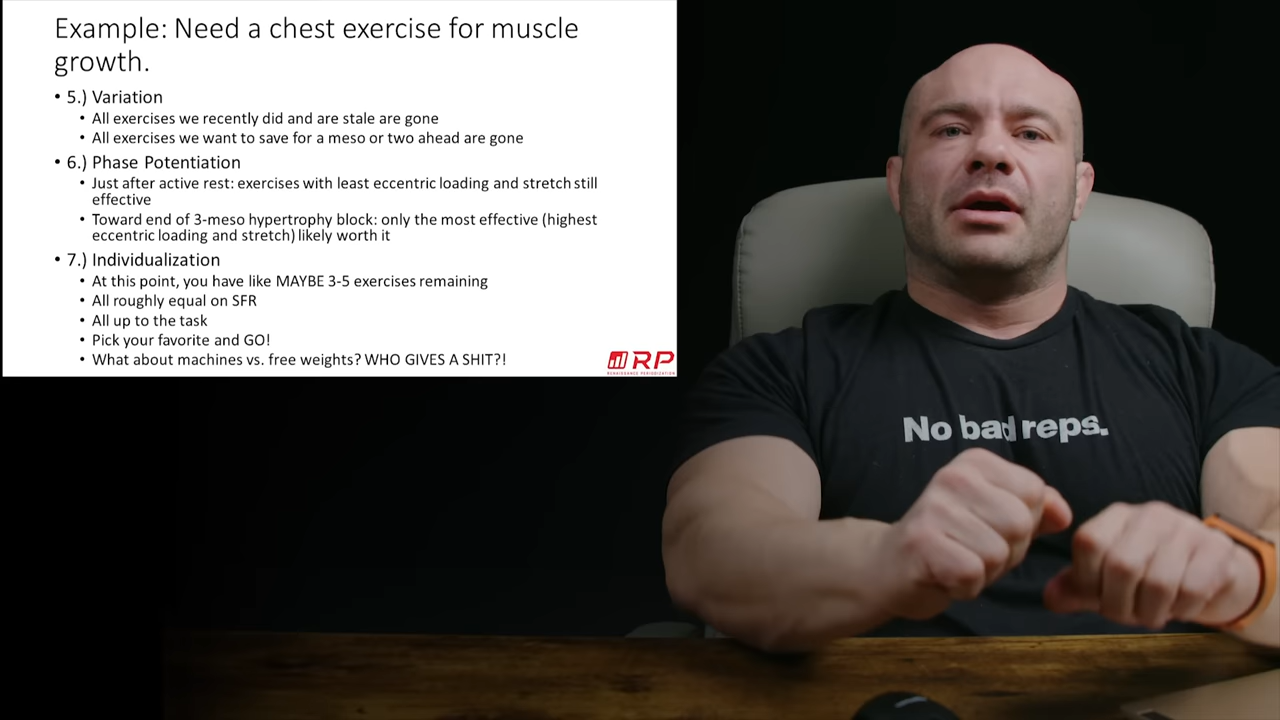 Example: Need a chest exercise for muscle
growth.
• 5.) Variation
• All exercises we recently did and are stale are gone
• All exercises we want to save for a meso or two ahead are gone
• 6.) Phase Potentiation
• Just after active rest: exercises with least eccentric loading and stretch still
effective
• Toward end of 3-meso hypertrophy block: only the most effective (highest
eccentric loading and stretch) likely worth it
• 7.) Individualization
• At this point, you have like MAYBE 3-5 exercises remaining
• All roughly equal on SFR
• All up to the task
• Pick your favorite and GO!
• What about machines vs. free weights? WHO GIVES A SHIT?!
RP
RENAISSANCE PERIODIZATION
No bad reps.